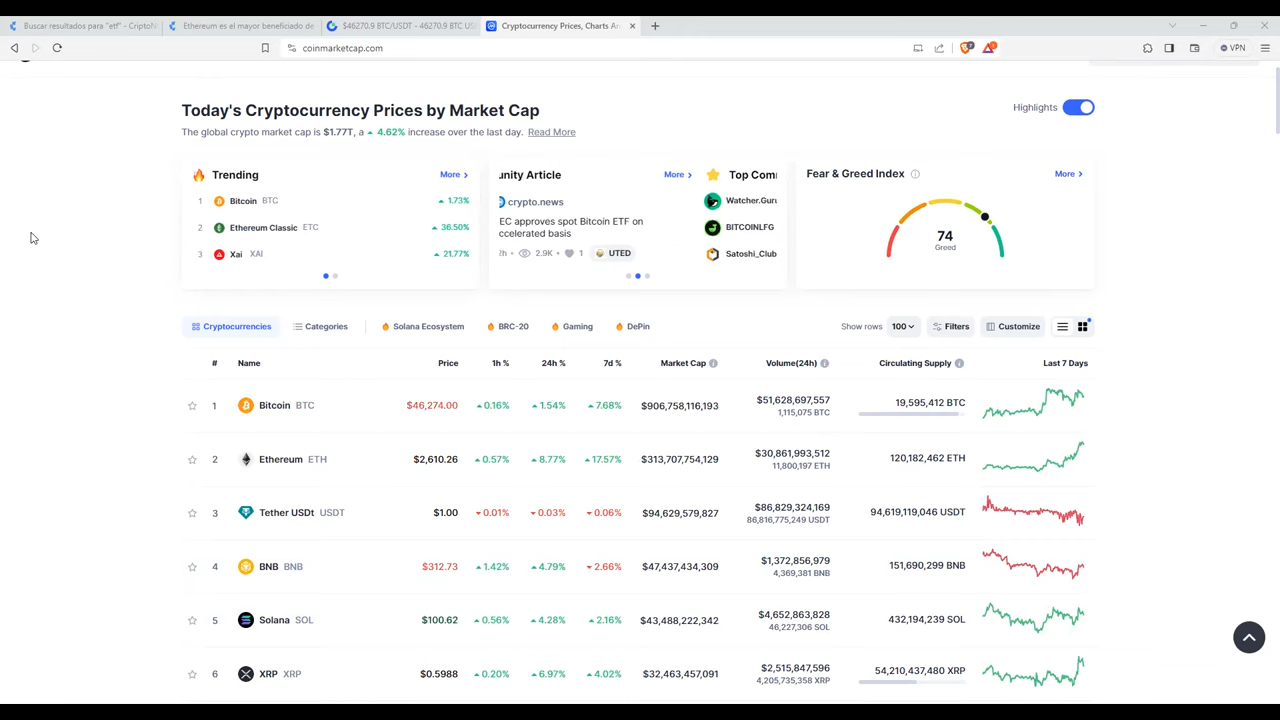 Buscar resultados para "etf" – Cripto
Ethereum es el mayor beneficiado de
$46270.9 BTC/USDT - 46270.9 BTC US
Cryptocurrency Prices, Charts A
coinmarketcap.com
VPN
Today's Cryptocurrency Prices by Market Cap
Highlights
The global crypto market cap is $1.77T, a 4.62% increase over the last day. Read More
Trending More
1 Bitcoin BTC 1.73%
2 Ethereum Classic ETC 36.50%
3 Xai XAI 21.77%
unity Article More
crypto.news
EC approves spot Bitcoin ETF on
ccelerated basis
2.9K 1 UTED
Top Com
Watcher.Guru
BITCOINLFG
Satoshi_Club
Fear & Greed Index More
74
Greed
Cryptocurrencies Categories Solana Ecosystem BRC-20 Gaming DePin Show rows 100 Filters Customize
# Name Price 1h % 24h % 7d % Market Cap Volume(24h) Circulating Supply Last 7 Days
1 Bitcoin BTC $46,274.00 0.16% 1.54% 7.68% $906,758,116,193 $51,628,697,557 19,595,412 BTC
1,115,075 BTC
2 Ethereum ETH $2,610.26 0.57% 8.77% 17.57% $313,707,754,129 $30,861,993,512 120,182,462 ETH
11,800,197 ETH
3 Tether USDt USDT $1.00 0.01% 0.03% 0.06% $94,629,579,827 $86,829,324,169 94,619,119,046 USDT
86,816,775,249 USDT
4 BNB BNB $312.73 1.42% 4.79% 2.66% $47,437,434,309 $1,372,856,979 151,690,299 BNB
4,369,381 BNB
5 Solana SOL $100.62 0.56% 4.28% 2.16% $43,488,222,342 $4,652,863,828 432,194,239 SOL
46,227,306 SOL
6 XRP XRP $0.5988 0.20% 6.97% 4.02% $32,463,457,091 $2,515,847,596 54,210,437,480 XRP
4,205,735,358 XRP